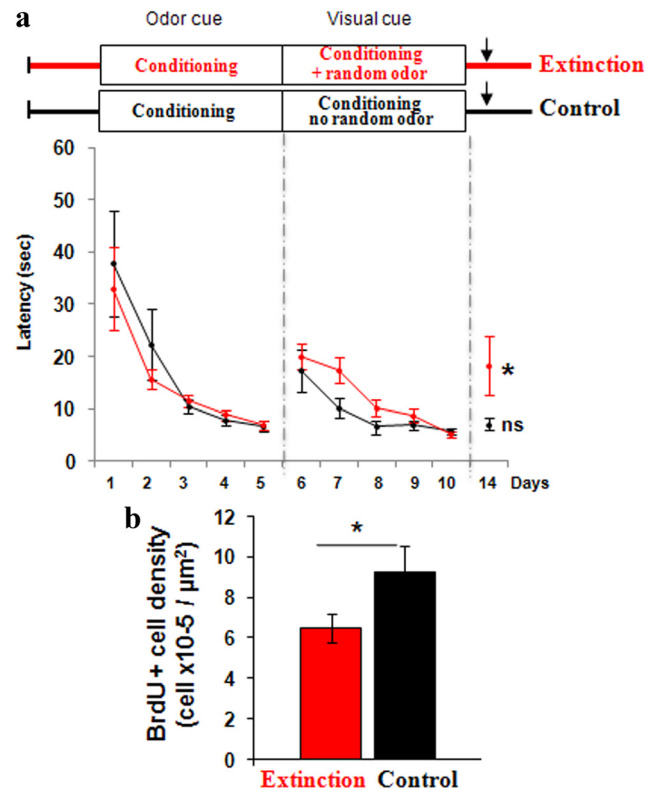 a
Odor cue Visual cue
Conditioning
Conditioning
+ random odor
Extinction
Conditioning
Conditioning
no random odor
Control
Latency (sec)
60
50
40
30
20
10
0
*
ns
1 2 3 4 5 6 7 8 9 10 14 Days
b
BrdU + cell density
(cell x10-5 / µm²)
12
10
8
6
4
2
0
*
Extinction Control